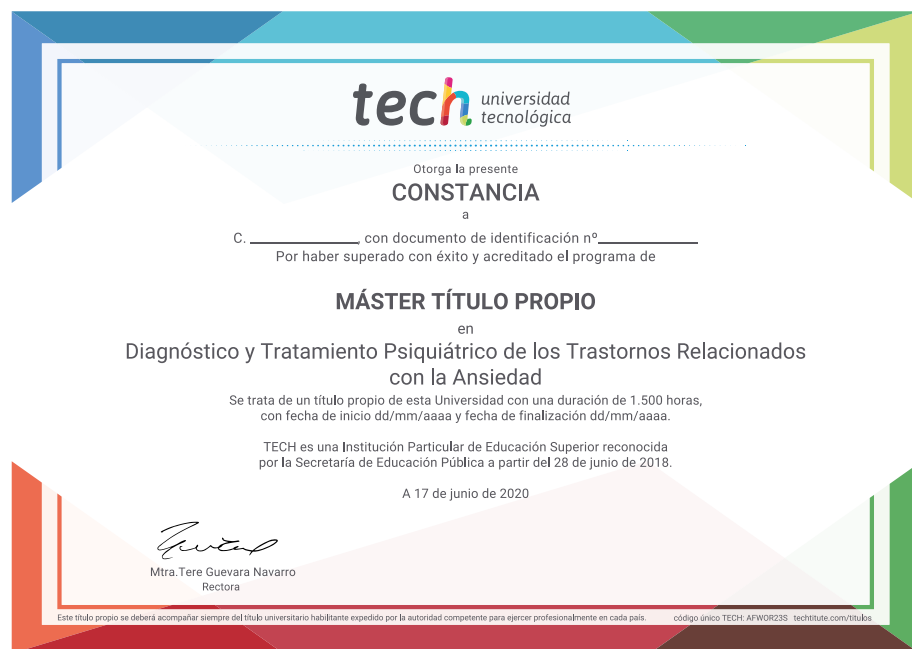 tech universidad
tecnológica
Otorga la presente
CONSTANCIA
a
C. ____________, con documento de identificación nº____________
Por haber superado con éxito y acreditado el programa de
MÁSTER TÍTULO PROPIO
en
Diagnóstico y Tratamiento Psiquiátrico de los Trastornos Relacionados
con la Ansiedad
Se trata de un título propio de esta Universidad con una duración de 1.500 horas,
con fecha de inicio dd/mm/aaaa y fecha de finalización dd/mm/aaaa.
TECH es una Institución Particular de Educación Superior reconocida
por la Secretaría de Educación Pública a partir del 28 de junio de 2018.
A 17 de junio de 2020
Mtra.Tere Guevara Navarro
Rectora
Este título propio se deberá acompañar siempre del título universitario habilitante expedido por la autoridad competente para ejercer profesionalmente en cada país. código único TECH: AFWOR23S techtitute.com/titulos